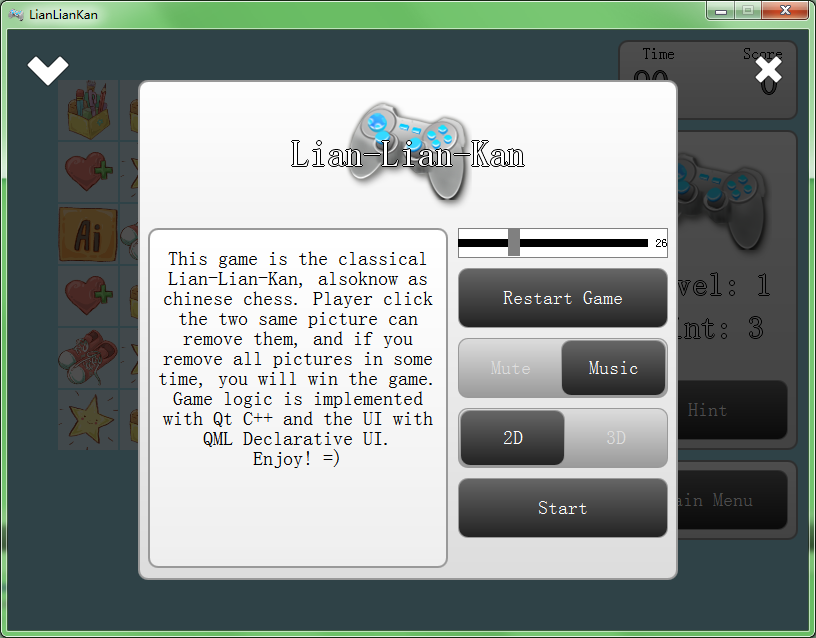 LianLianKan
Time Score
0
Lian-Lian-Kan
This game is the classical
Lian-Lian-Kan, alsoknow as
chinese chess. Player click
the two same picture can
remove them, and if you
remove all pictures in some
time, you will win the game.
Game logic is implemented
with Qt C++ and the UI with
QML Declarative UI.
Enjoy! =)
26
Restart Game
Mute Music
2D 3D
Start
Ai
vel: 1
int: 3
Hint
ain Menu